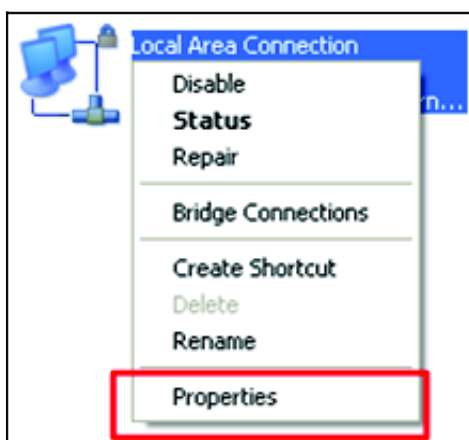 Local Area Connection
Disable
n...
Status
Repair
Bridge Connections
Create Shortcut
Delete
Rename
Properties